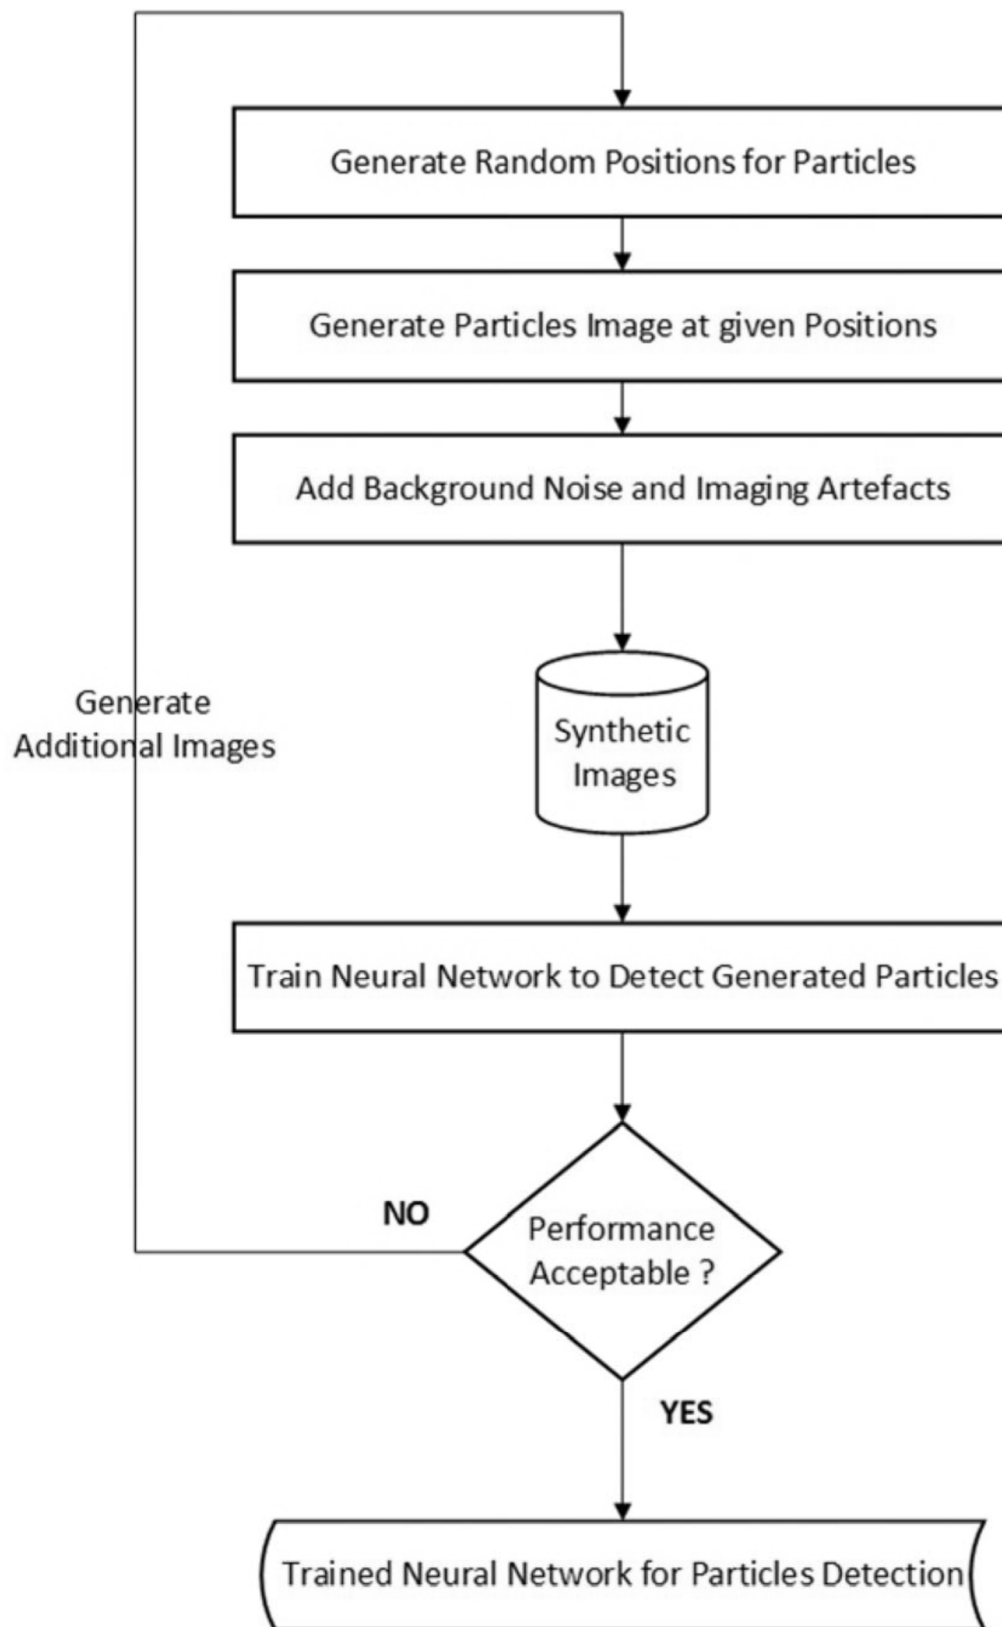 Generate Random Positions for Particles
Generate Particles Image at given Positions
Add Background Noise and Imaging Artefacts
Generate
Additional Images
Synthetic
Images
Train Neural Network to Detect Generated Particles
NO
Performance
Acceptable ?
YES
Trained Neural Network for Particles Detection